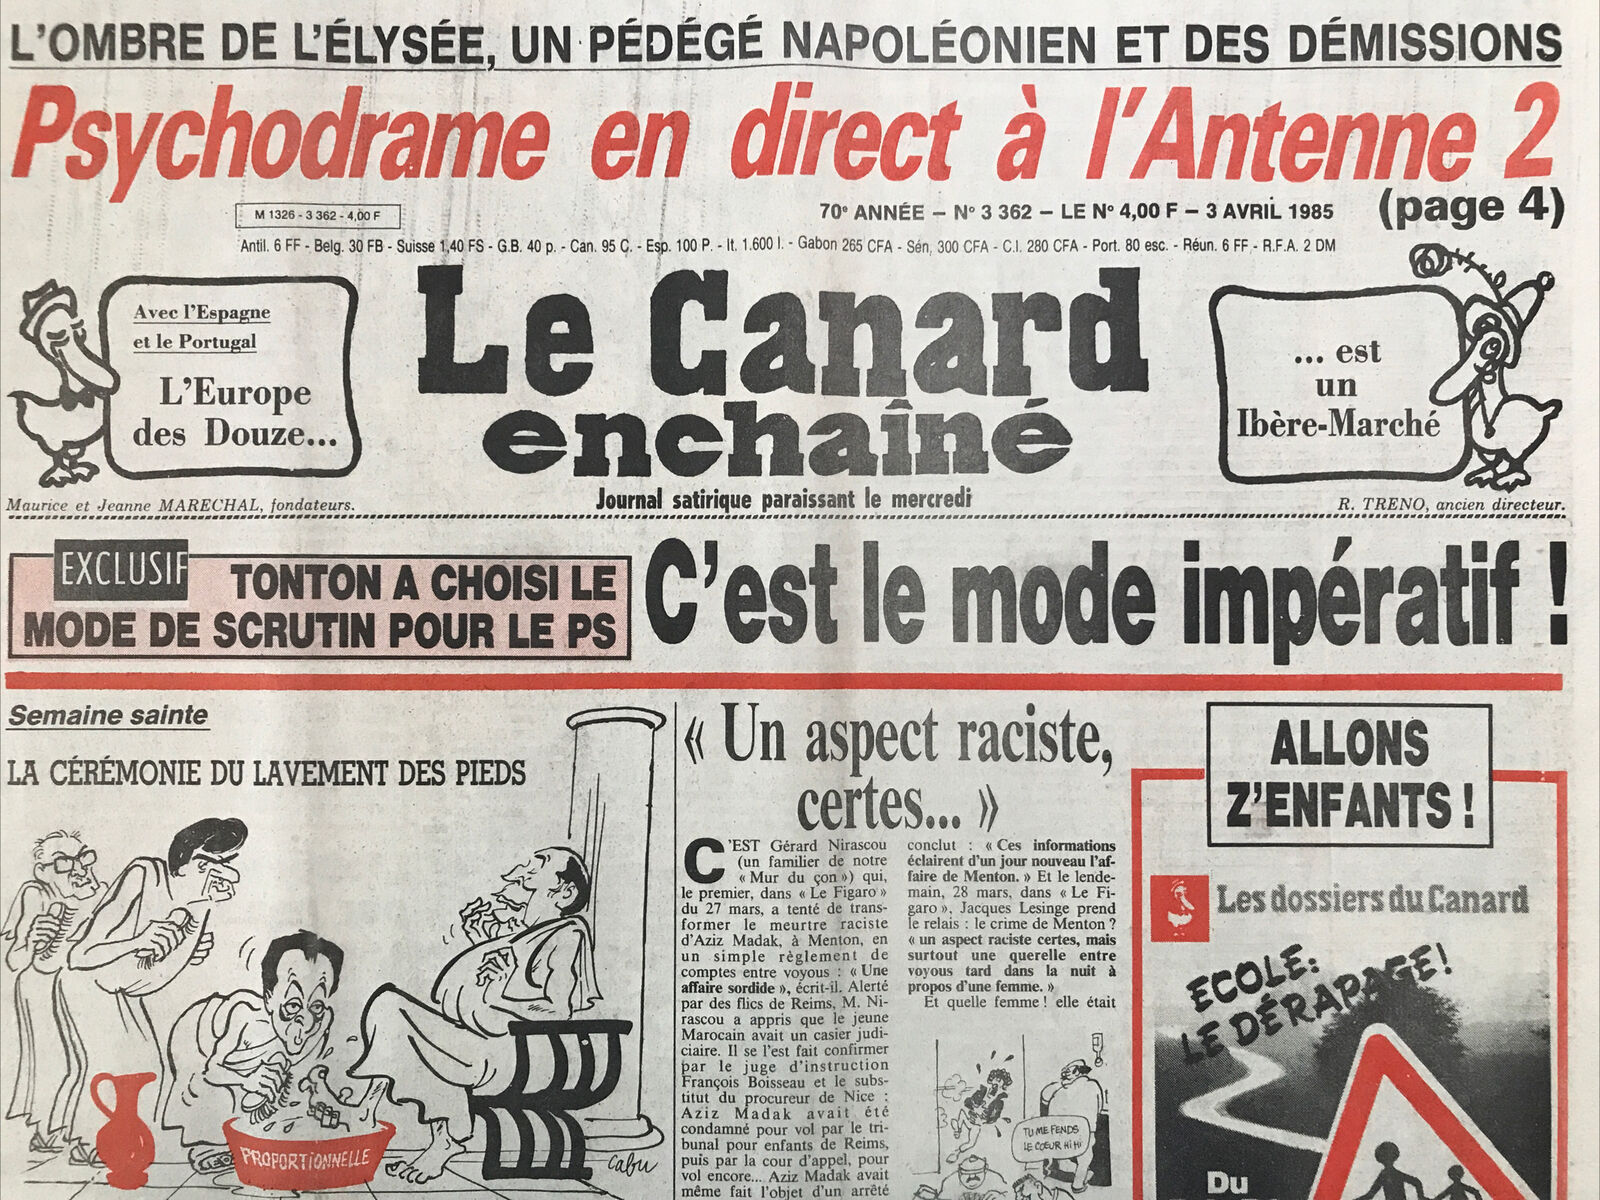 L'OMBRE DE L'ÉLYSÉE, UN PÉDÉGÉ NAPOLÉONIEN ET DES DÉMISSIONS
Psychodrame en direct à l'Antenne 2
(page 4)
M 1326 - 3 362 - 4,00 F
70e ANNÉE – No 3 362 – LE No 4,00 F – 3 AVRIL 1985
Antil. 6 FF - Belg. 30 FB - Suisse 1,40 FS - G.B. 40 p. - Can. 95 C. - Esp. 100 P. - It. 1.600 l. - Gabon 265 CFA - Sén. 300 CFA - C.I. 280 CFA - Port. 80 esc. - Réun. 6 FF - R.F.A. 2 DM
Avec l'Espagne
et le Portugal
L'Europe
des Douze...
Le Canard
enchaîné
Journal satirique paraissant le mercredi
... est
un
Ibère-Marché
Maurice et Jeanne MARECHAL, fondateurs.
R. TRENO, ancien directeur.
EXCLUSIF
TONTON A CHOISI LE
MODE DE SCRUTIN POUR LE PS
C'est le mode impératif !
Semaine sainte
LA CÉRÉMONIE DU LAVEMENT DES PIEDS
PROPORTIONNELLE
cabu
« Un aspect raciste,
certes... »
C'EST Gérard Nirascou
(un familier de notre
« Mur du çon ») qui,
le premier, dans « Le Figaro »
du 27 mars, a tenté de trans-
former le meurtre raciste
d'Aziz Madak, à Menton, en
un simple règlement de
comptes entre voyous : « Une
affaire sordide », écrit-il. Alerté
par des flics de Reims, M. Ni-
rascou a appris que le jeune
Marocain avait un casier judi-
ciaire. Il se l'est fait confirmer
par le juge d'instruction
François Boisseau et le subs-
titut du procureur de Nice :
Aziz Madak avait été
condamné pour vol par le tri-
bunal pour enfants de Reims,
puis par la cour d'appel, pour
vol encore... Aziz Madak avait
même fait l'objet d'un arrêté
conclut : « Ces informations
éclairent d'un jour nouveau l'af-
faire de Menton. » Et le lende-
main, 28 mars, dans « Le Fi-
garo », Jacques Lesinge prend
le relais : le crime de Menton ?
« un aspect raciste certes, mais
surtout une querelle entre
voyous tard dans la nuit à
propos d'une femme. »
Et quelle femme ! elle était
TU ME FENDS
LE CŒUR HI HI
ALLONS
Z'ENFANTS !
Les dossiers du Canard
ECOLE:
LE DÉRAPAGE!
Du